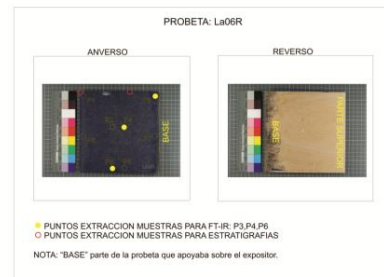 PROBETA: La06R
ANVERSO
REVERSO
BASE
BASE
PUNTOS EXTRACCION MUESTRAS PARA FT-IR: P3,P4,P6
PUNTOS EXTRACCION MUESTRAS PARA ESTRATIGRAFIAS
NOTA: "BASE" parte de la probeta que apoyaba sobre el expositor.